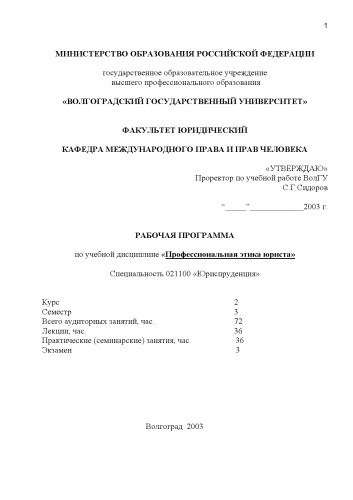 1
МИНИСТЕРСТВО ОБРАЗОВАНИЯ РОССИЙСКОЙ ФЕДЕРАЦИИ
государственное образовательное учреждение
высшего профессионального образования
«ВОЛГОГРАДСКИЙ ГОСУДАРСТВЕННЫЙ УНИВЕРСИТЕТ»
ФАКУЛЬТЕТ ЮРИДИЧЕСКИЙ
КАФЕДРА МЕЖДУНАРОДНОГО ПРАВА И ПРАВ ЧЕЛОВЕКА
«УТВЕРЖДАЮ»
Проректор по учебной работе ВолГУ
С.Г.Сидоров
“_____”______________2003 г.
РАБОЧАЯ ПРОГРАММА
по учебной дисциплине «Профессиональная этика юриста»
Специальность 021100 «Юриспруденция»
Курс 2
Семестр 3
Всего аудиторных занятий, час. 72
Лекции, час. 36
Практические (семинарские) занятия, час. 36
Экзамен 3
Волгоград 2003